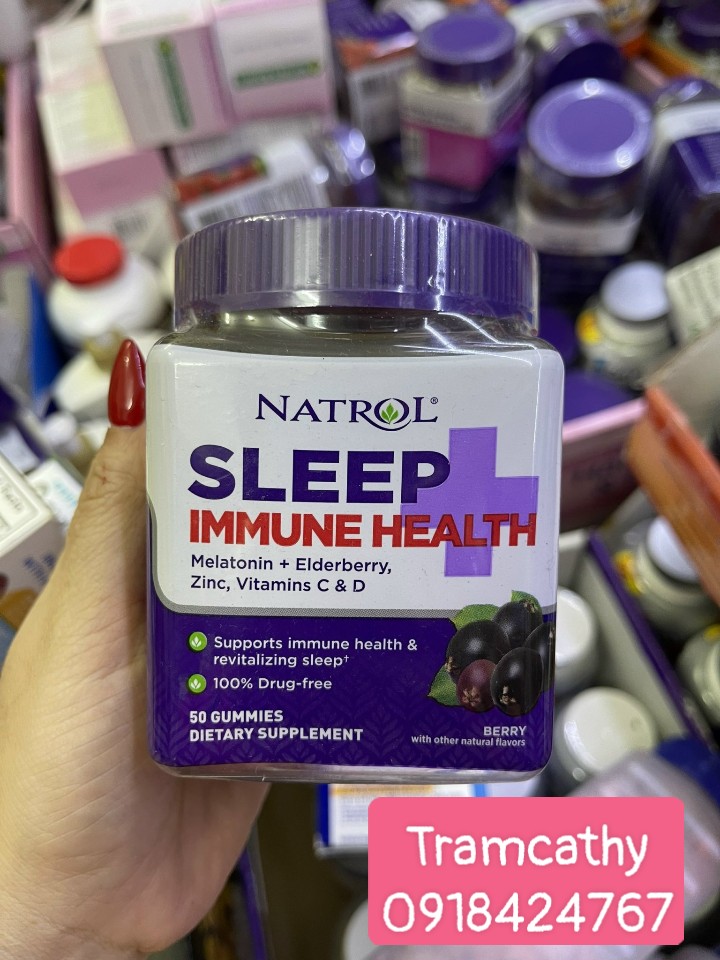 NATROL®
SLEEP
IMMUNE HEALTH
Melatonin + Elderberry,
Zinc, Vitamins C & D
Supports immune health &
revitalizing sleep†
100% Drug-free
50 GUMMIES
DIETARY SUPPLEMENT
BERRY
with other natural flavors
Tramcathy
0918424767